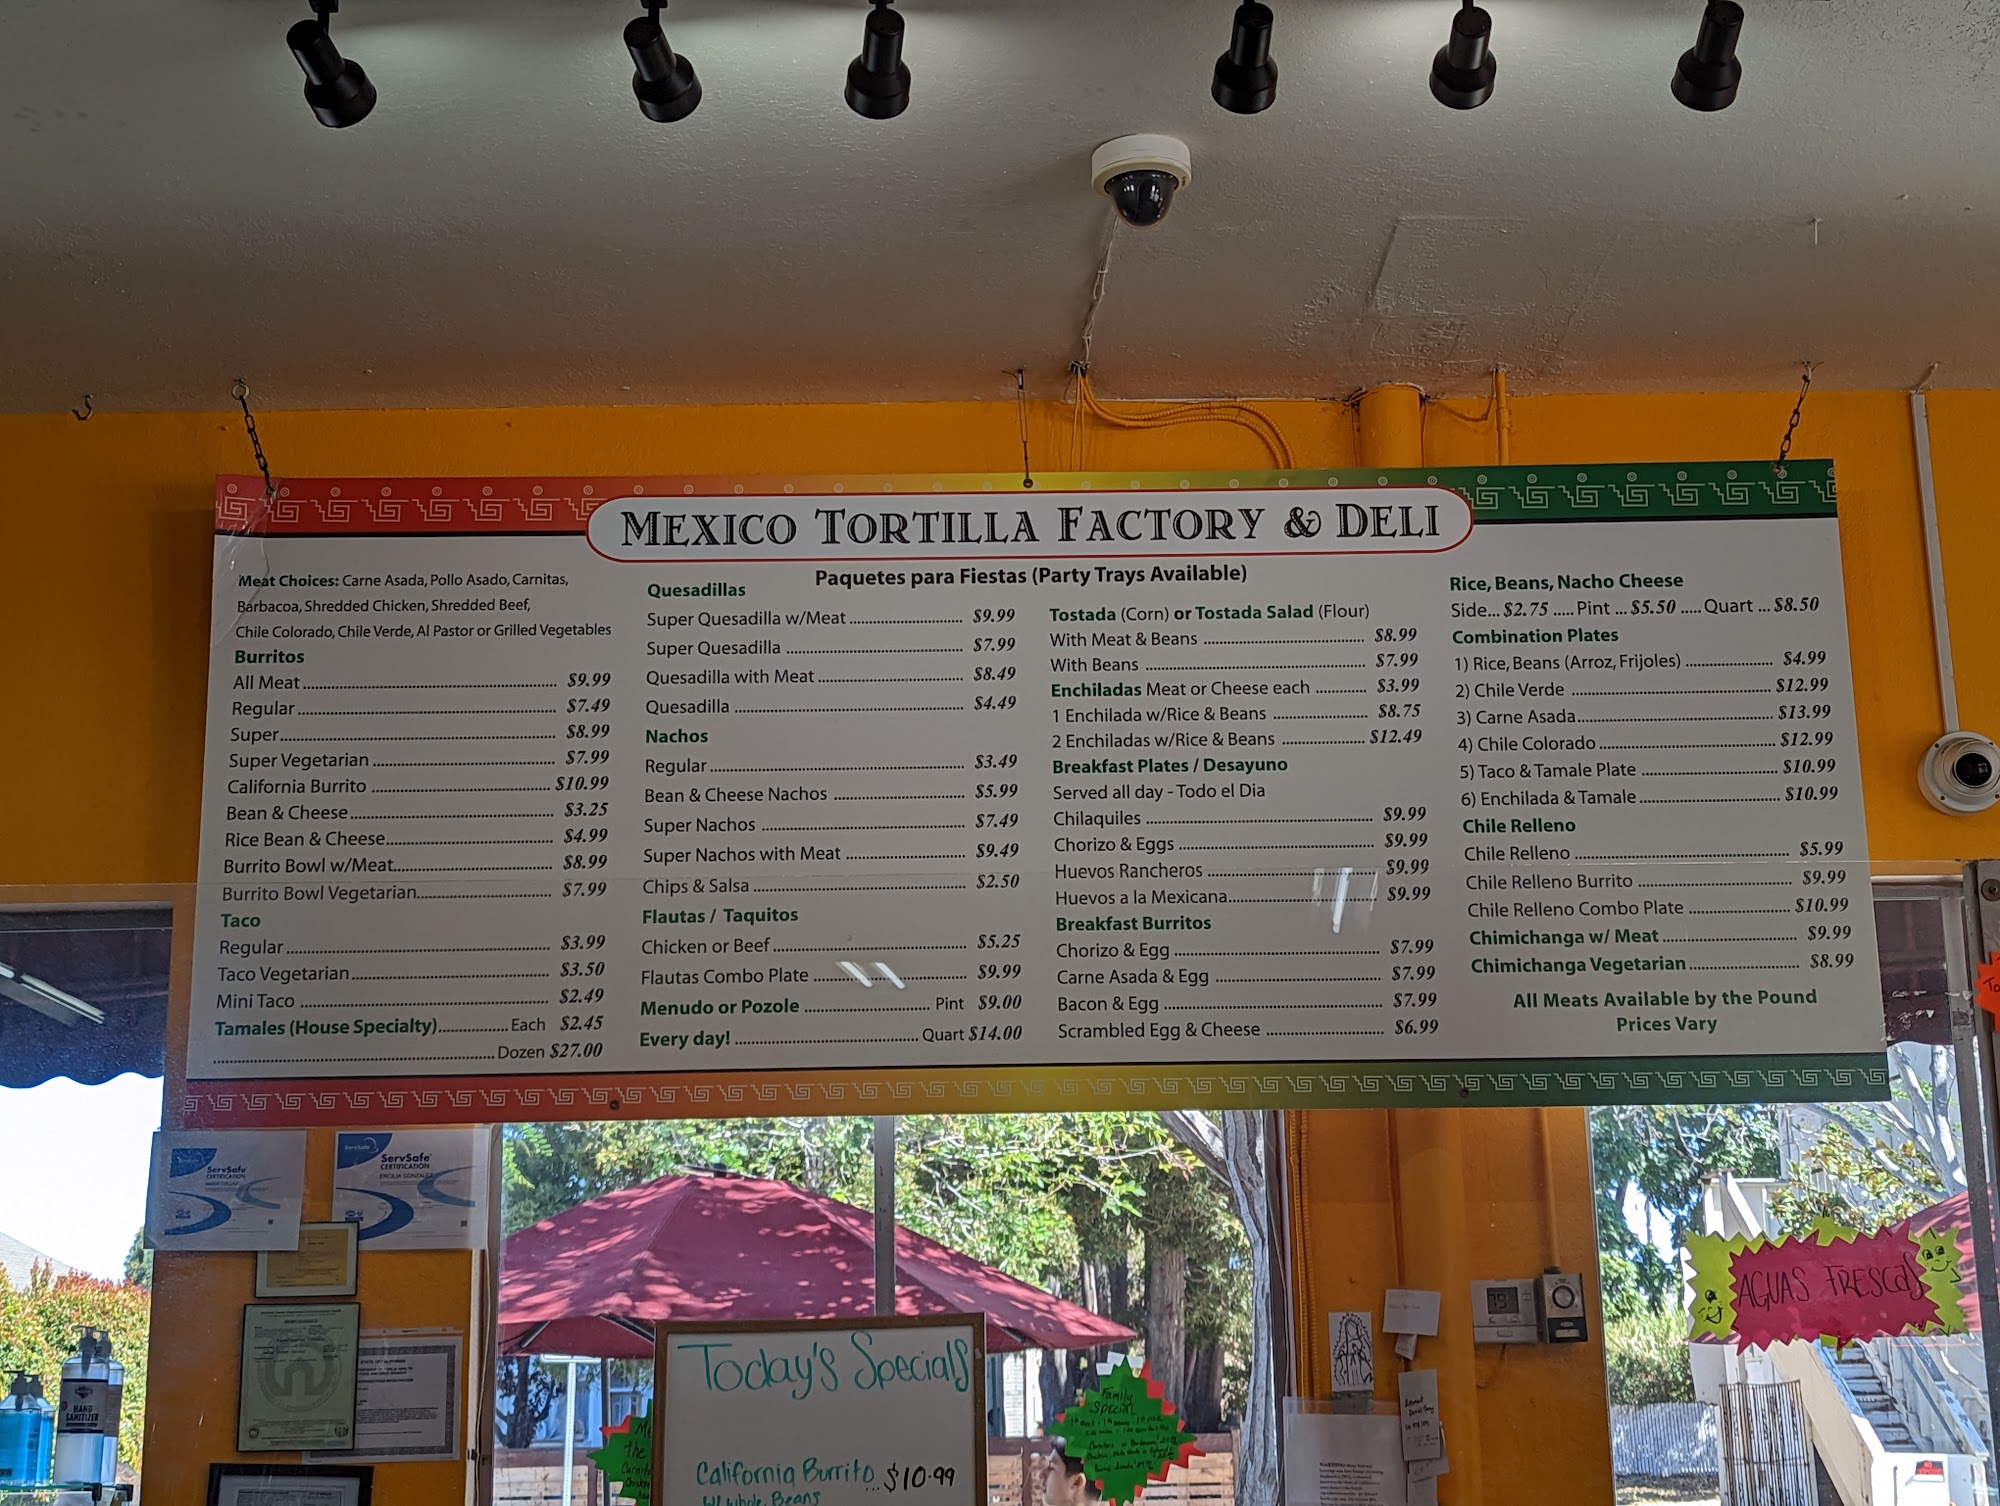 MEXICO TORTILLA FACTORY & DELI
Paquetes para Fiestas (Party Trays Available)
Meat Choices: Carne Asada, Pollo Asado, Carnitas,
Barbacoa, Shredded Chicken, Shredded Beef,
Chile Colorado, Chile Verde, Al Pastor or Grilled Vegetables
Burritos
All Meat $9.99
Regular $7.49
Super $8.99
Super Vegetarian $7.99
California Burrito $10.99
Bean & Cheese $3.25
Rice Bean & Cheese $4.99
Burrito Bowl w/Meat $8.99
Burrito Bowl Vegetarian $7.99
Taco
Regular $3.99
Taco Vegetarian $3.50
Mini Taco $2.49
Tamales (House Specialty) Each $2.45
Dozen $27.00
Quesadillas
Super Quesadilla w/Meat $9.99
Super Quesadilla $7.99
Quesadilla with Meat $8.49
Quesadilla $4.49
Nachos
Regular $3.49
Bean & Cheese Nachos $5.99
Super Nachos $7.49
Super Nachos with Meat $9.49
Chips & Salsa $2.50
Flautas / Taquitos
Chicken or Beef $5.25
Flautas Combo Plate $9.99
Menudo or Pozole Pint $9.00
Every day! Quart $14.00
Tostada (Corn) or Tostada Salad (Flour)
With Meat & Beans $8.99
With Beans $7.99
Enchiladas Meat or Cheese each $3.99
1 Enchilada w/Rice & Beans $8.75
2 Enchiladas w/Rice & Beans $12.49
Breakfast Plates / Desayuno
Served all day - Todo el Dia
Chilaquiles $9.99
Chorizo & Eggs $9.99
Huevos Rancheros $9.99
Huevos a la Mexicana $9.99
Breakfast Burritos
Chorizo & Egg $7.99
Carne Asada & Egg $7.99
Bacon & Egg $7.99
Scrambled Egg & Cheese $6.99
Rice, Beans, Nacho Cheese
Side... $2.75 ..... Pint ... $5.50 ..... Quart ... $8.50
Combination Plates
1) Rice, Beans (Arroz, Frijoles) $4.99
2) Chile Verde $12.99
3) Carne Asada $13.99
4) Chile Colorado $12.99
5) Taco & Tamale Plate $10.99
6) Enchilada & Tamale $10.99
Chile Relleno
Chile Relleno $5.99
Chile Relleno Burrito $9.99
Chile Relleno Combo Plate $10.99
Chimichanga w/ Meat $9.99
Chimichanga Vegetarian $8.99
All Meats Available by the Pound
Prices Vary
ServSafe
CERTIFICATION
ServSafe
CERTIFICATION
ERCILIA GONZALEZ
HAND
SANITIZER
STATE OF CALIFORNIA
Today's Specials
California Burrito...$10.99
w/ whole Beans
Family
Special
79
AGUAS FRESCAS